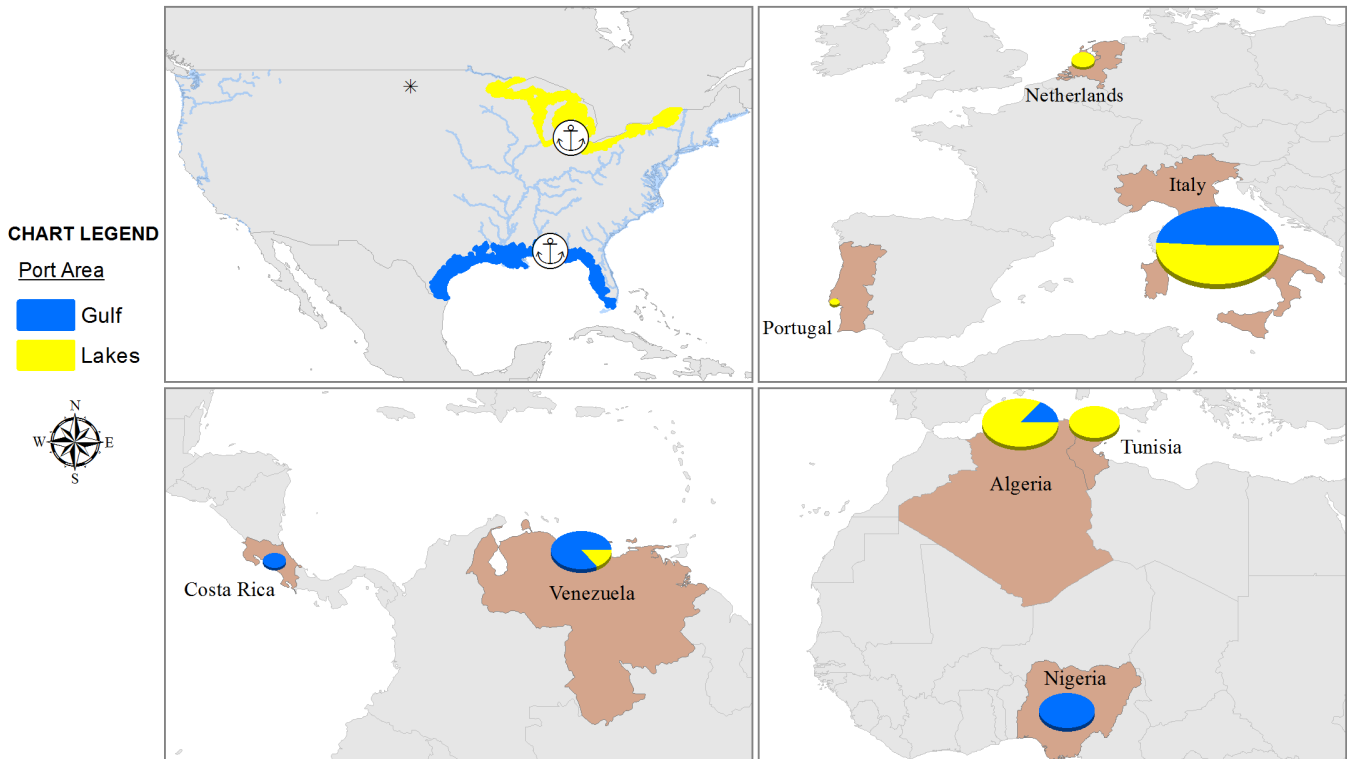 CHART LEGEND
Port Area
Gulf
Lakes
N
W
E
S
Netherlands
Italy
Portugal
Costa Rica
Venezuela
Tunisia
Algeria
Nigeria